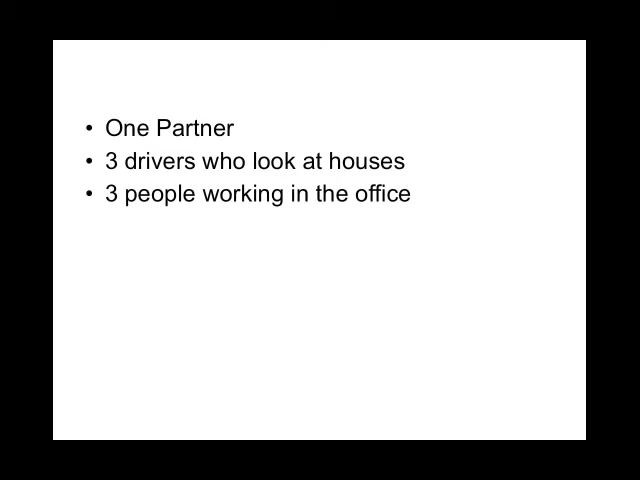 • One Partner
• 3 drivers who look at houses
• 3 people working in the office